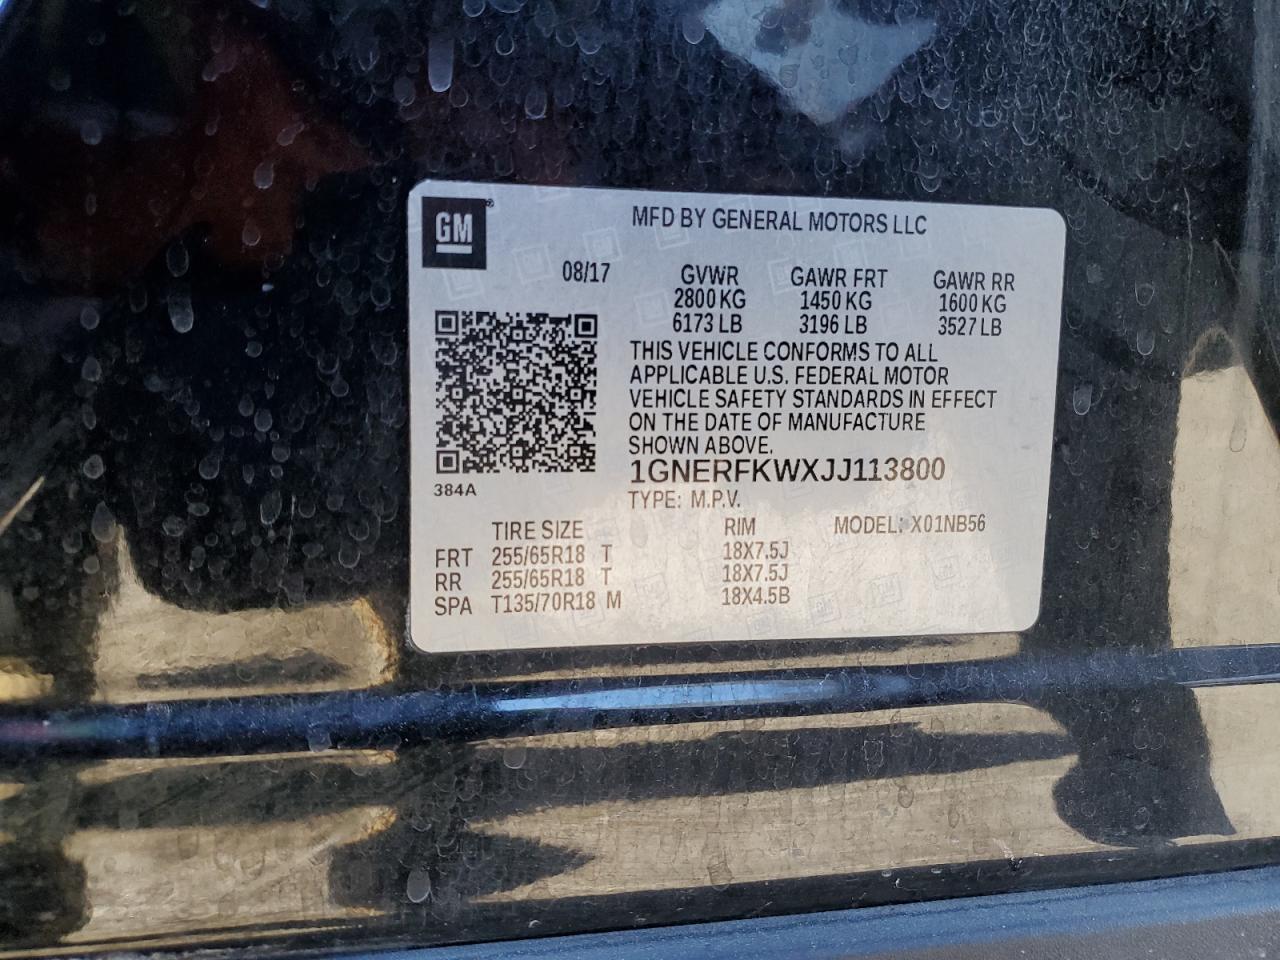 GM
MFD BY GENERAL MOTORS LLC
08/17
GVWR GAWR FRT GAWR RR
2800 KG 1450 KG 1600 KG
6173 LB 3196 LB 3527 LB
THIS VEHICLE CONFORMS TO ALL
APPLICABLE U.S. FEDERAL MOTOR
VEHICLE SAFETY STANDARDS IN EFFECT
ON THE DATE OF MANUFACTURE
SHOWN ABOVE.
1GNERFKWXJJ113800
384A
TYPE: M.P.V.
TIRE SIZE RIM MODEL: X01NB56
FRT 255/65R18 T 18X7.5J
RR 255/65R18 T 18X7.5J
SPA T135/70R18 M 18X4.5B